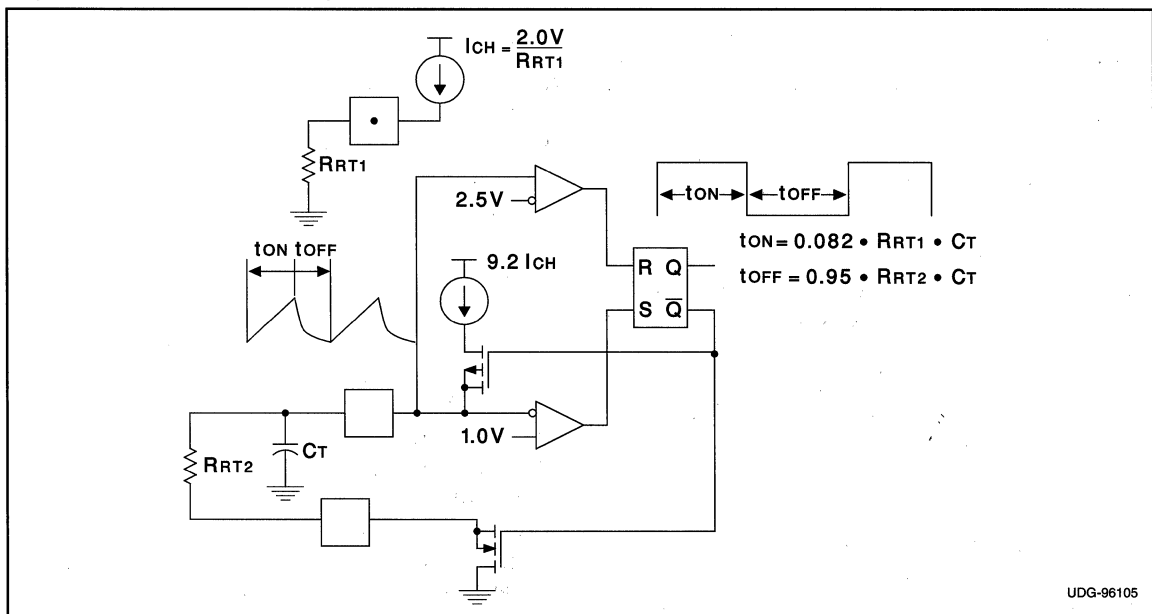 ICH = 2.0V
RRT1
RRT1
2.5V
tON tOFF
tON tOFF
tON = 0.082 • RRT1 • CT
tOFF = 0.95 • RRT2 • CT
9.2 ICH
R Q
S Q̅
1.0V
CT
RRT2
UDG-96105